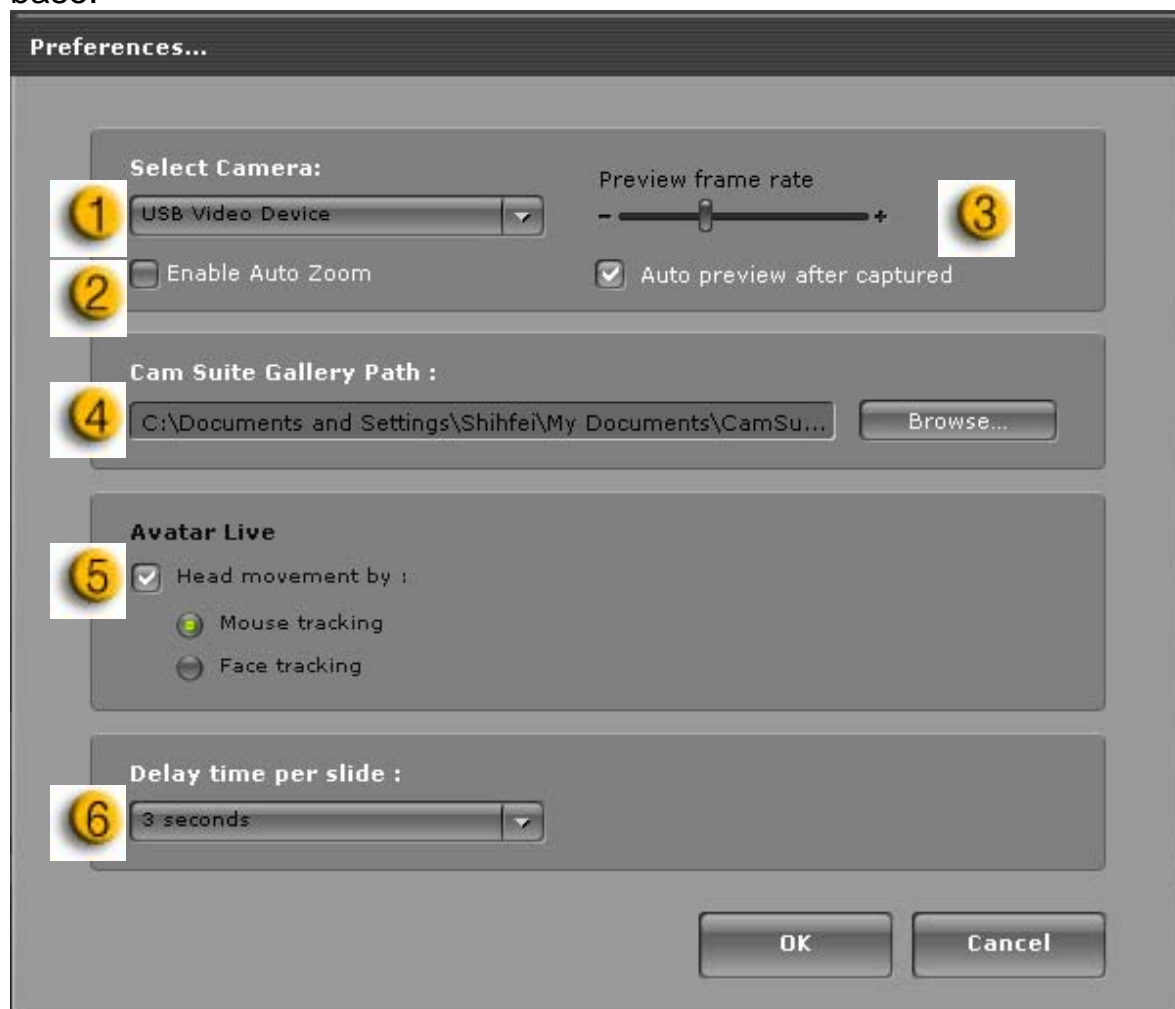 Preferences...
Select Camera:
Preview frame rate
1
USB Video Device
- +
3
2
Enable Auto Zoom
Auto preview after captured
Cam Suite Gallery Path :
4
C:\Documents and Settings\Shihfei\My Documents\CamSu...
Browse...
Avatar Live
5
Head movement by :
Mouse tracking
Face tracking
Delay time per slide :
6
3 seconds
OK
Cancel